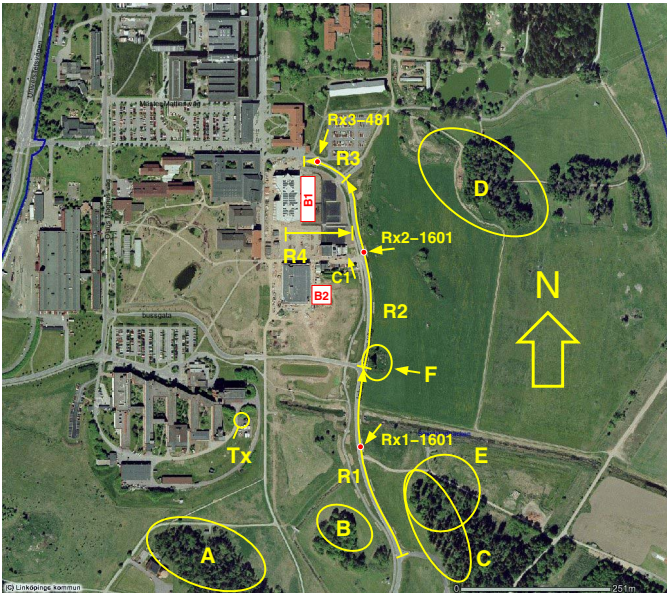 Rx3-481
R3
B1
D
R4
Rx2-1601
C1
B2
N
R2
F
Tx
Rx1-1601
E
R1
B
A
C
(C) Linköpings kommun
0
251m